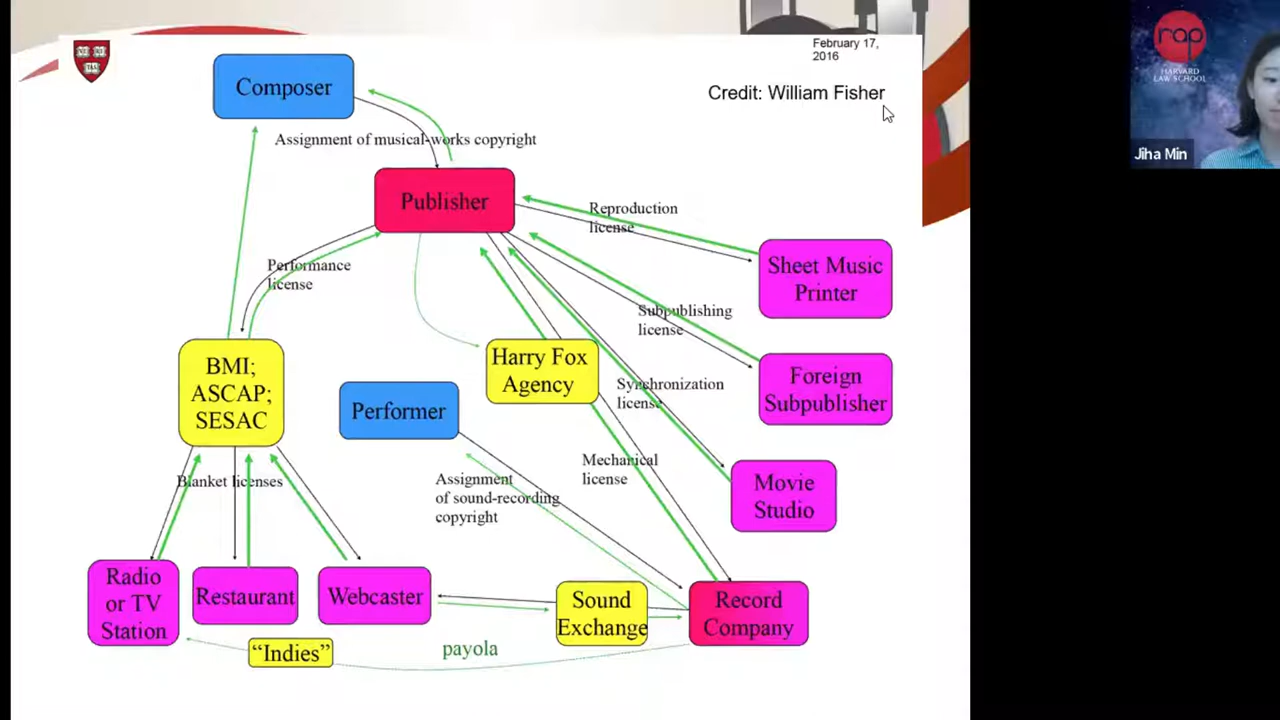 February 17,
2016
Credit: William Fisher
rap
HARVARD
LAW SCHOOL
Jiha Min
Composer
Assignment of musical-works copyright
Publisher
Reproduction
license
Performance
license
Sheet Music
Printer
Subpublishing
license
BMI;
ASCAP;
SESAC
Harry Fox
Agency
Foreign
Subpublisher
Performer
Synchronization
license
Mechanical
license
Assignment
of sound-recording
copyright
Movie
Studio
Blanket licenses
Radio
or TV
Station
Restaurant
Webcaster
Sound
Exchange
Record
Company
"Indies"
payola